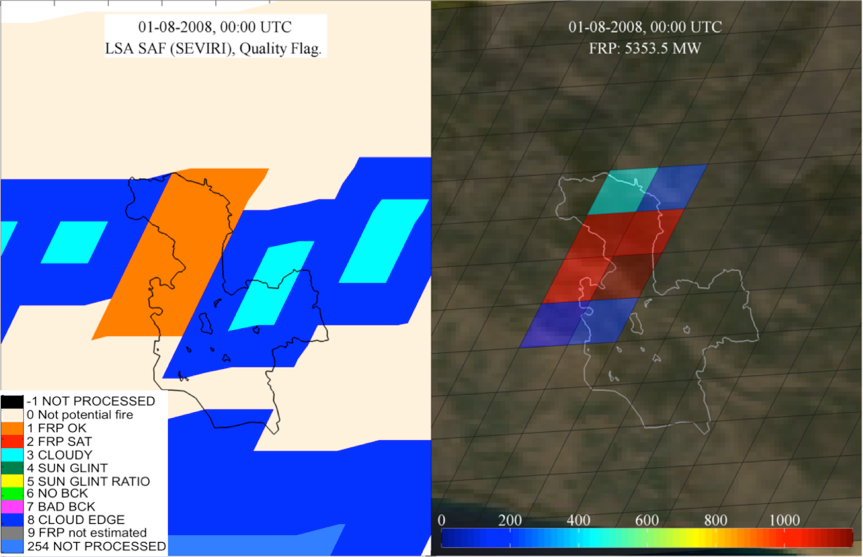 01-08-2008, 00:00 UTC
LSA SAF (SEVIRI), Quality Flag.
-1 NOT PROCESSED
0 Not potential fire
1 FRP OK
2 FRP SAT
3 CLOUDY
4 SUN GLINT
5 SUN GLINT RATIO
6 NO BCK
7 BAD BCK
8 CLOUD EDGE
9 FRP not estimated
254 NOT PROCESSED
01-08-2008, 00:00 UTC
FRP: 5353.5 MW
0 200 400 600 800 1000